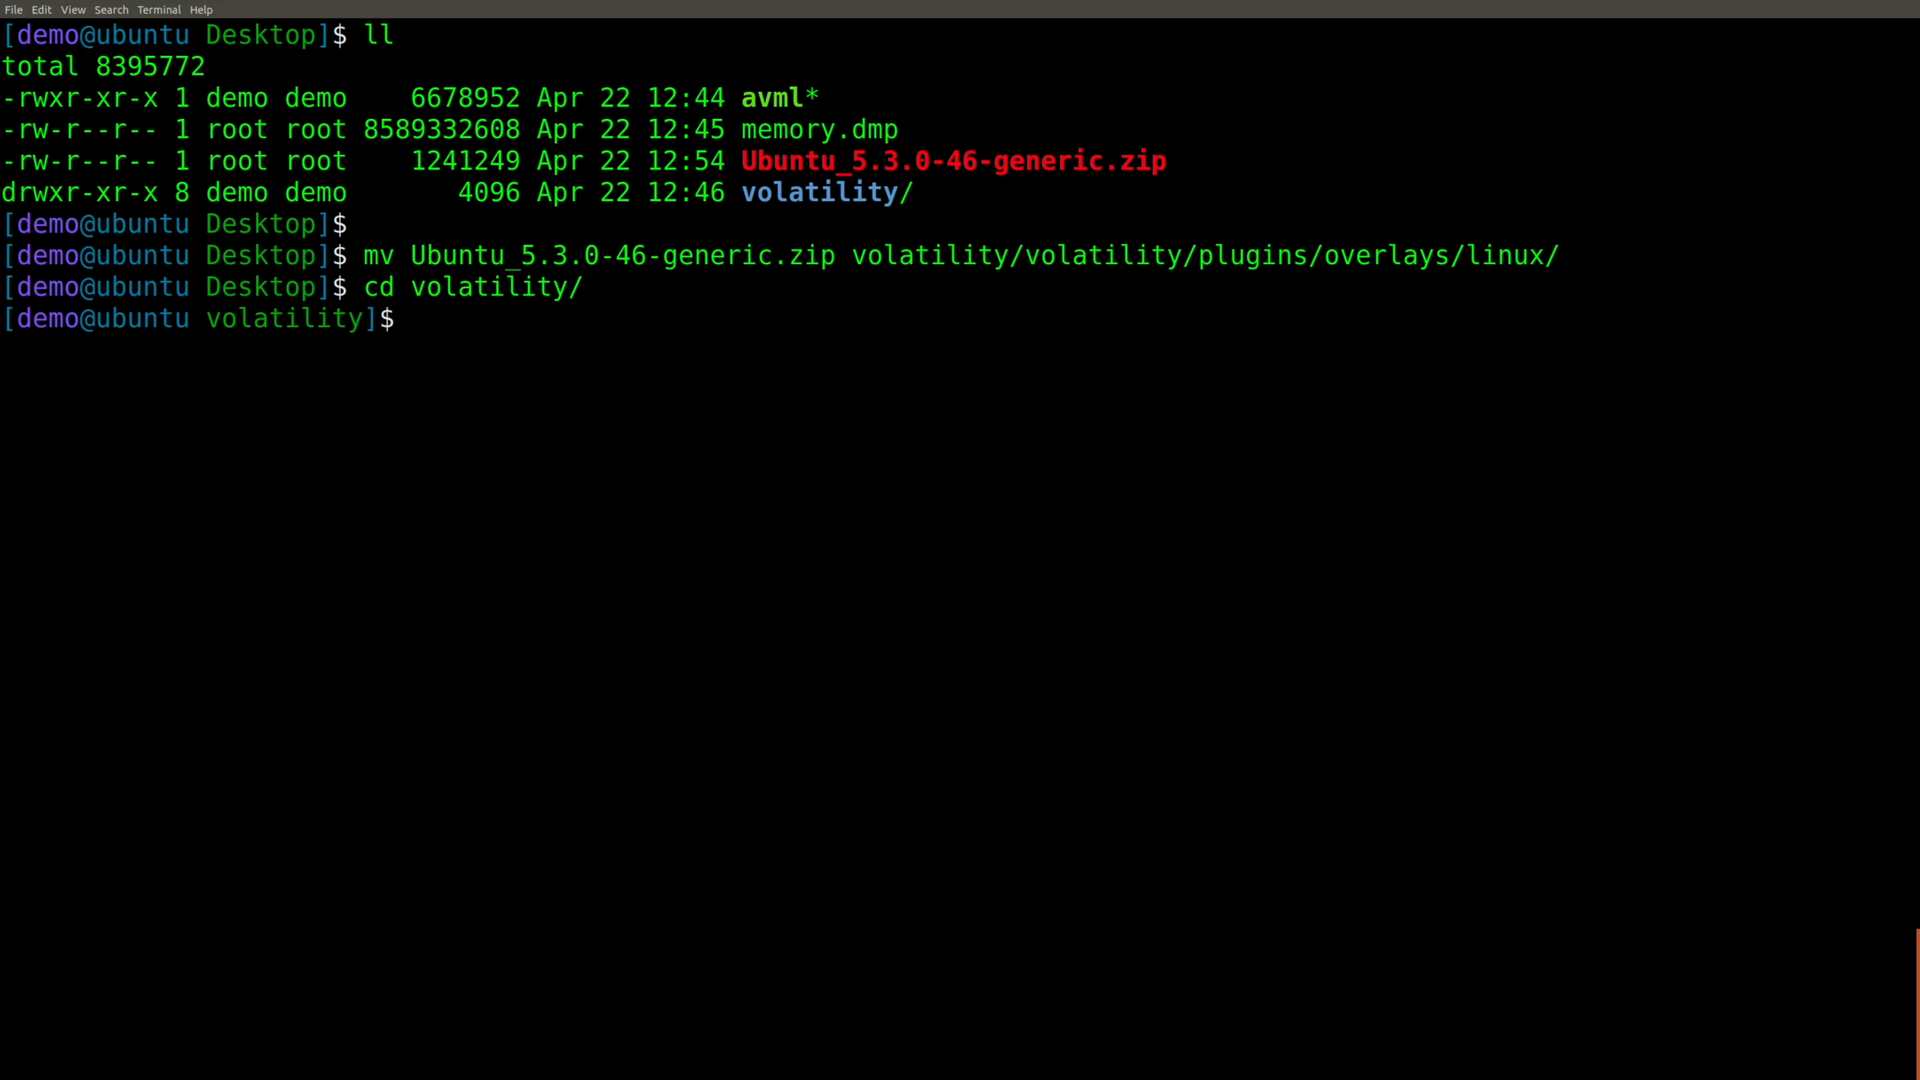 File Edit View Search Terminal Help
[demo@ubuntu Desktop]$ ll
total 8395772
-rwxr-xr-x 1 demo demo    6678952 Apr 22 12:44 avml*
-rw-r--r-- 1 root root 8589332608 Apr 22 12:45 memory.dmp
-rw-r--r-- 1 root root    1241249 Apr 22 12:54 Ubuntu_5.3.0-46-generic.zip
drwxr-xr-x 8 demo demo       4096 Apr 22 12:46 volatility/
[demo@ubuntu Desktop]$
[demo@ubuntu Desktop]$ mv Ubuntu_5.3.0-46-generic.zip volatility/volatility/plugins/overlays/linux/
[demo@ubuntu Desktop]$ cd volatility/
[demo@ubuntu volatility]$